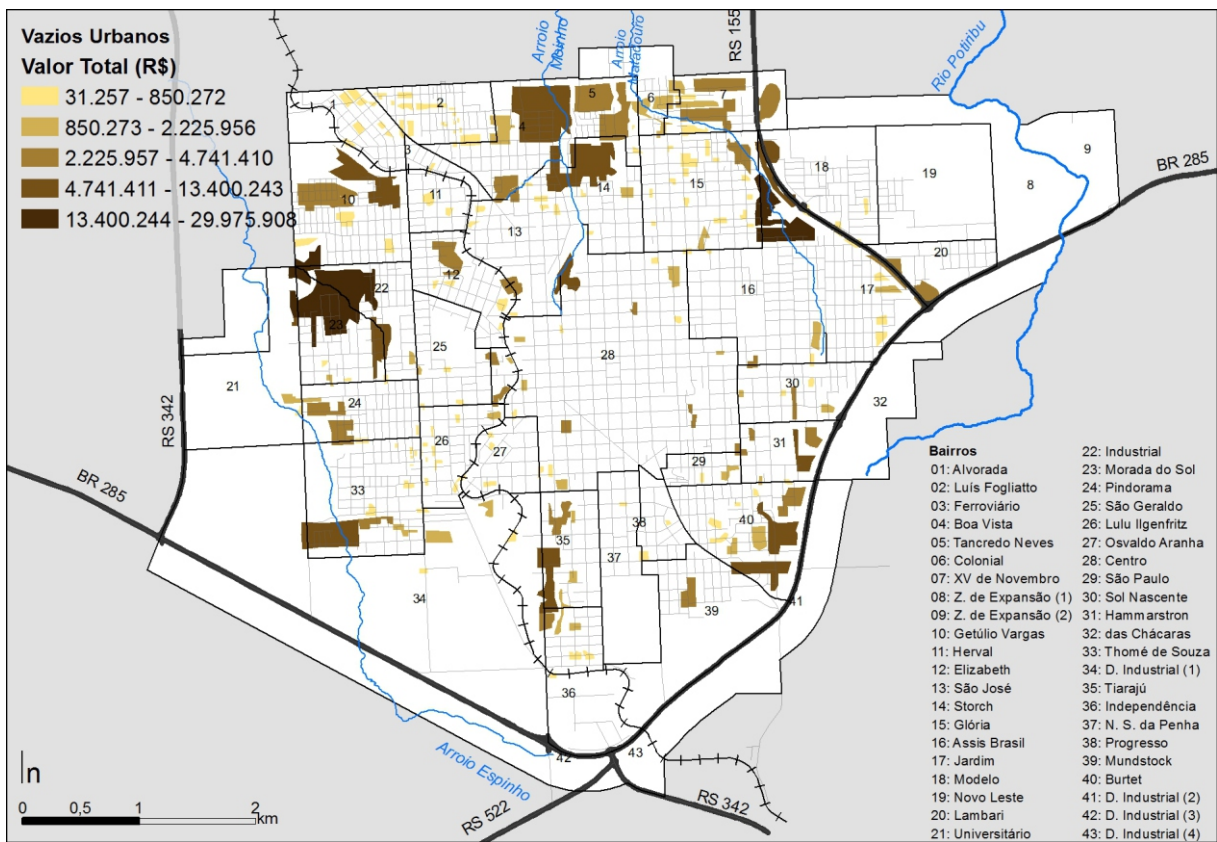 Vazios Urbanos
Valor Total (R$)
31.257 - 850.272
850.273 - 2.225.956
2.225.957 - 4.741.410
4.741.411 - 13.400.243
13.400.244 - 29.975.908
Arroio
Moinho
Arroio
Matadouro
RS 155
Rio Potiribu
1
2
3
4
5
6
7
8
9
BR 285
10
11
12
13
14
15
16
17
18
19
20
21
22
23
24
25
26
27
28
29
30
31
32
33
34
35
36
37
38
39
40
41
42
43
RS 342
BR 285
Arroio Espinho
RS 522
RS 342
n
0 0,5 1 2
km
Bairros
01: Alvorada
02: Luís Fogliatto
03: Ferroviário
04: Boa Vista
05: Tancredo Neves
06: Colonial
07: XV de Novembro
08: Z. de Expansão (1)
09: Z. de Expansão (2)
10: Getúlio Vargas
11: Herval
12: Elizabeth
13: São José
14: Storch
15: Glória
16: Assis Brasil
17: Jardim
18: Modelo
19: Novo Leste
20: Lambari
21: Universitário
22: Industrial
23: Morada do Sol
24: Pindorama
25: São Geraldo
26: Lulu Ilgenfritz
27: Osvaldo Aranha
28: Centro
29: São Paulo
30: Sol Nascente
31: Hammarstron
32: das Chácaras
33: Thomé de Souza
34: D. Industrial (1)
35: Tiarajú
36: Independência
37: N. S. da Penha
38: Progresso
39: Mundstock
40: Burtet
41: D. Industrial (2)
42: D. Industrial (3)
43: D. Industrial (4)